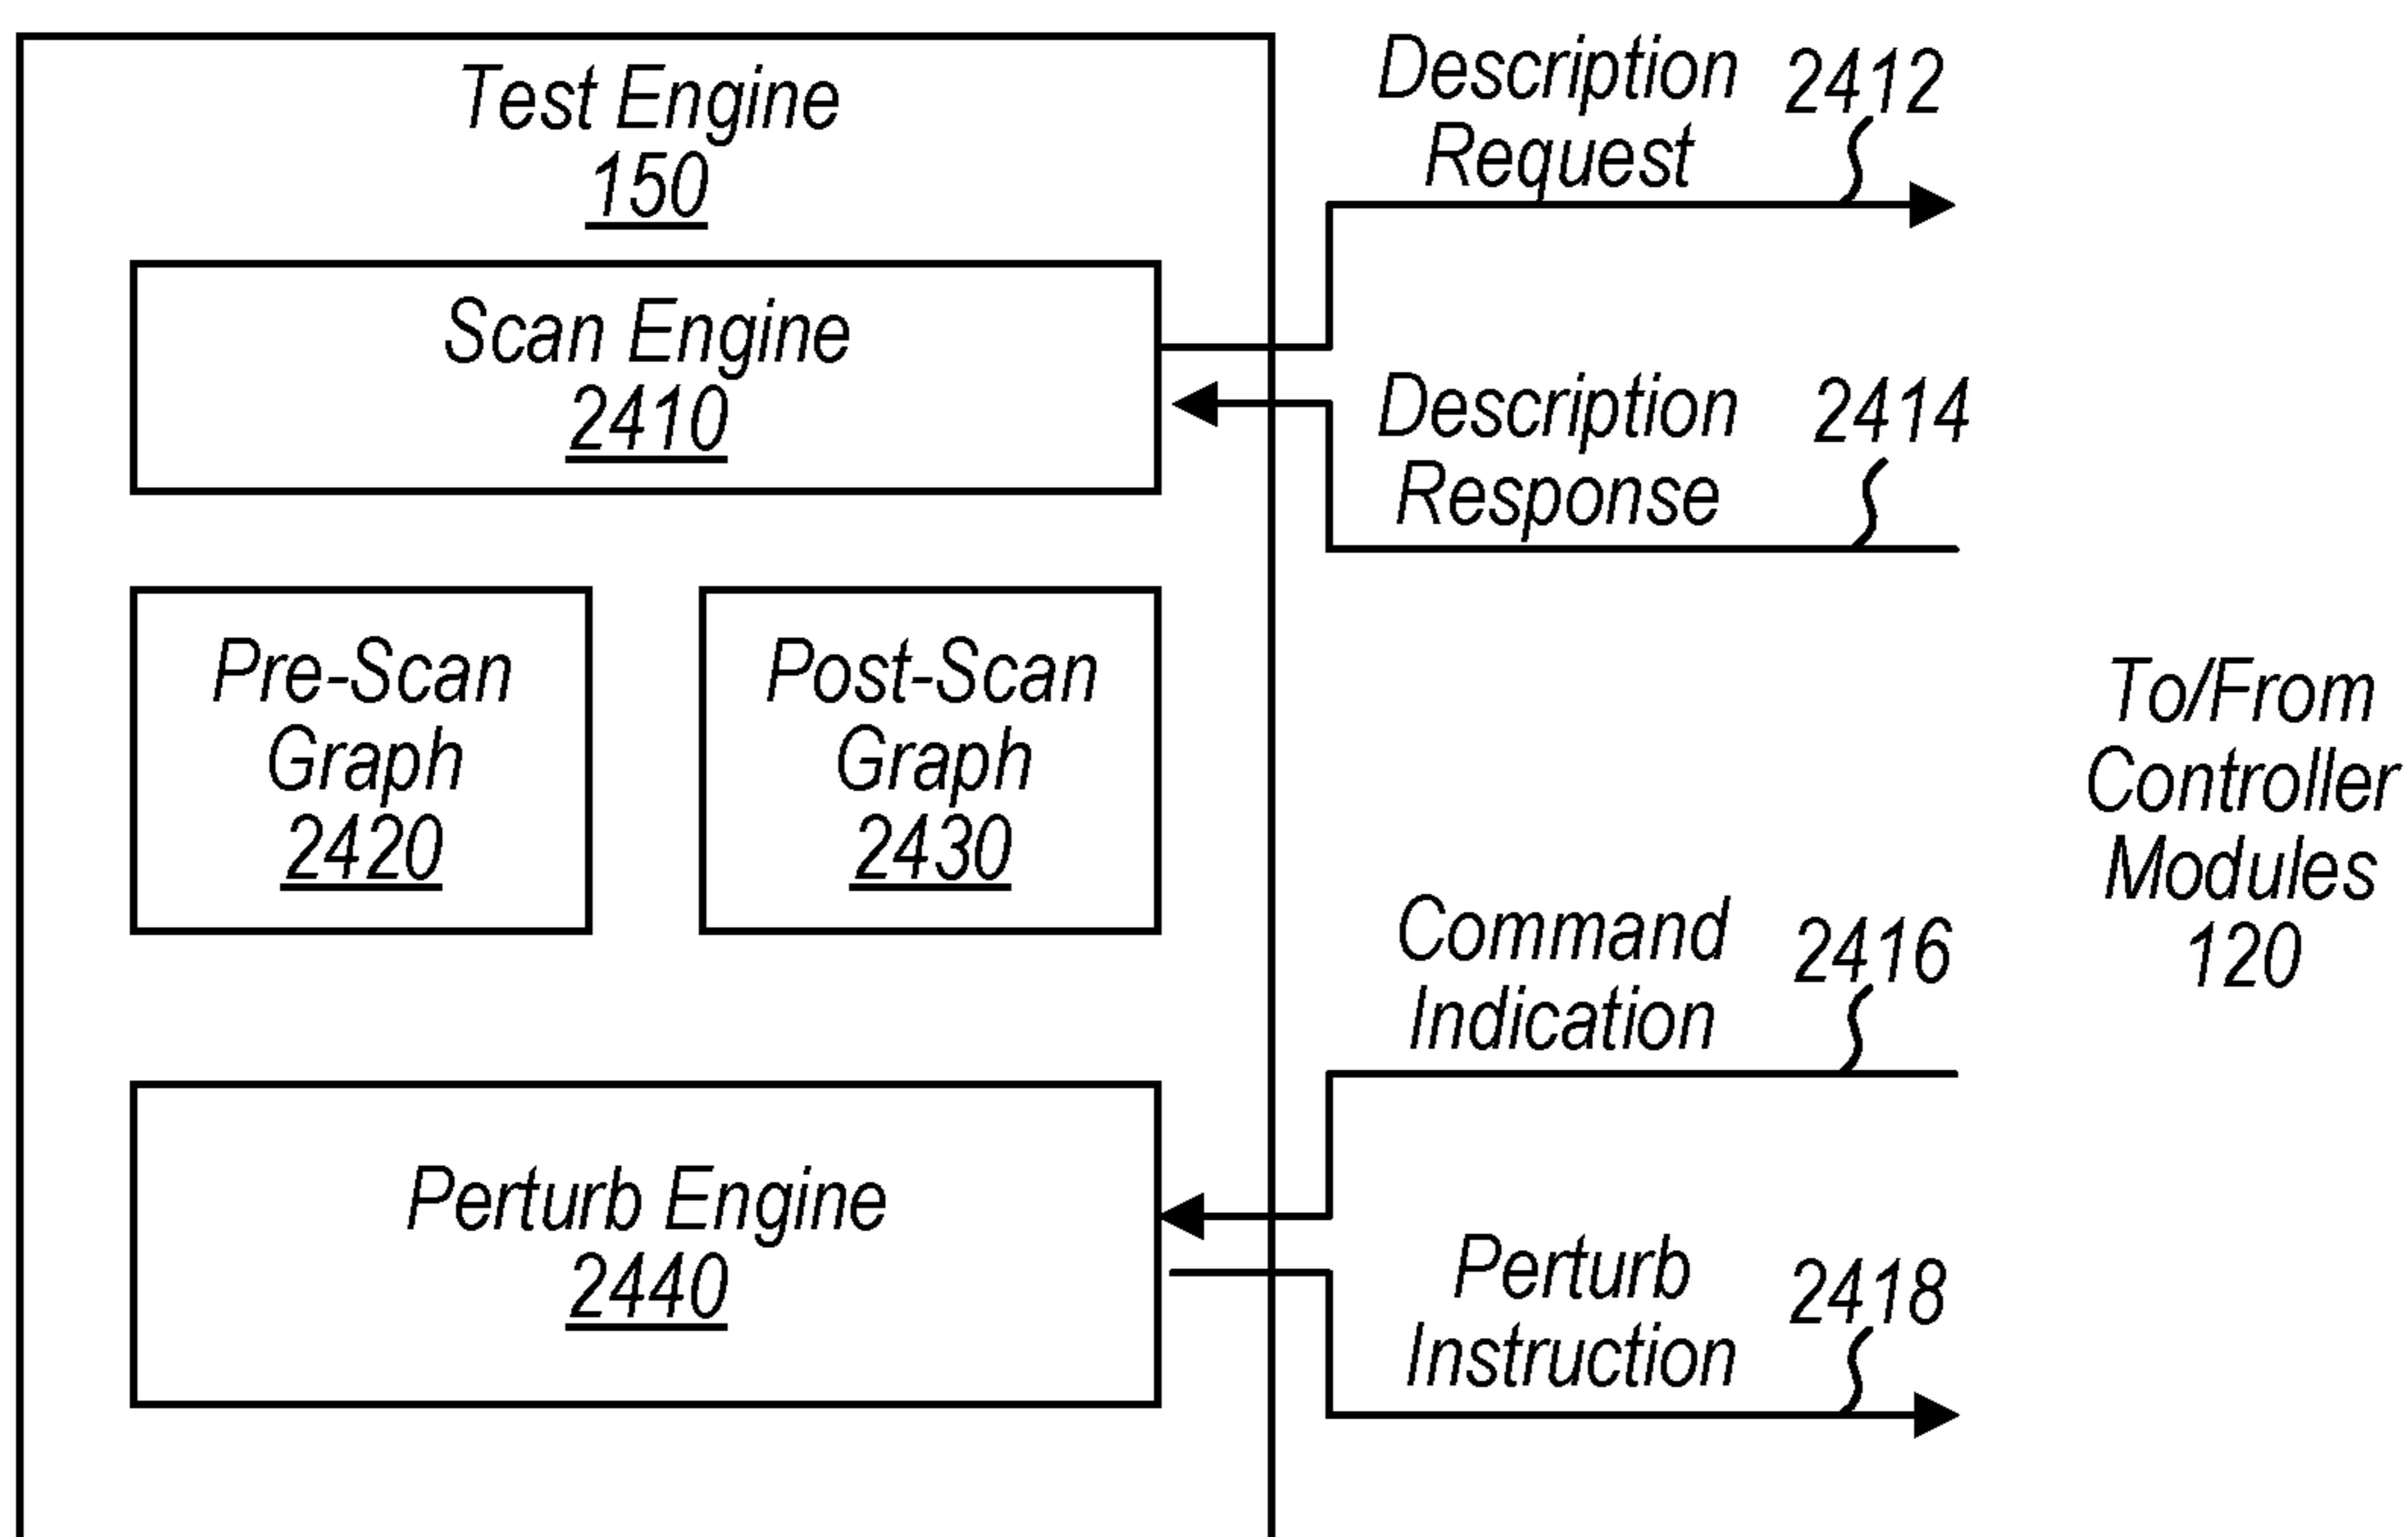 Test Engine
150
Scan Engine
2410
Pre-Scan
Graph
2420
Post-Scan
Graph
2430
Perturb Engine
2440
Description
Request
2412
Description
Response
2414
Command
Indication
2416
Perturb
Instruction
2418
To/From
Controller
Modules
120